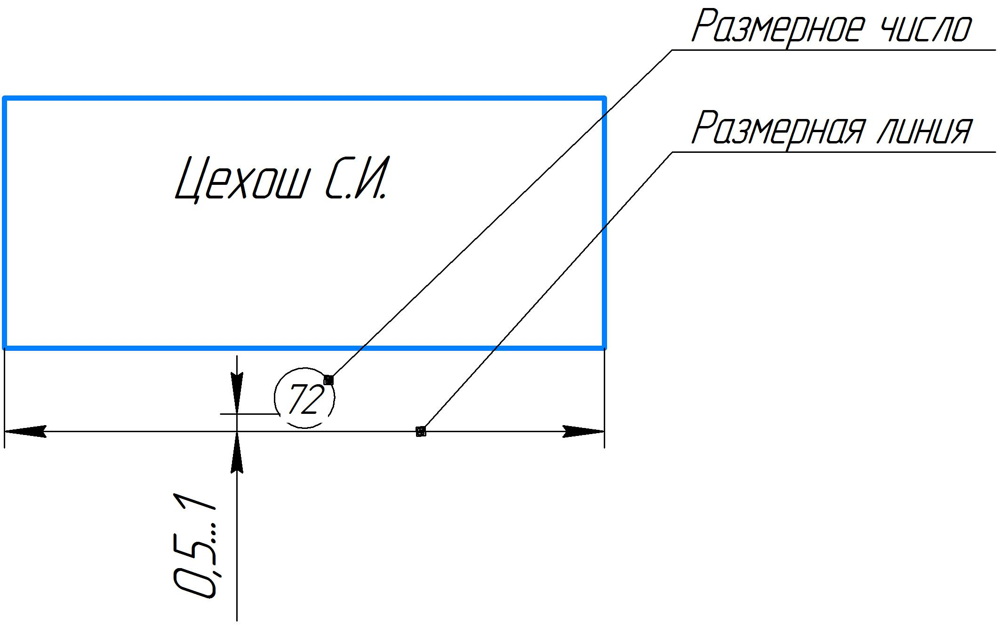 Размерное число
Размерная линия
Цехош С.И.
72
0,5...1